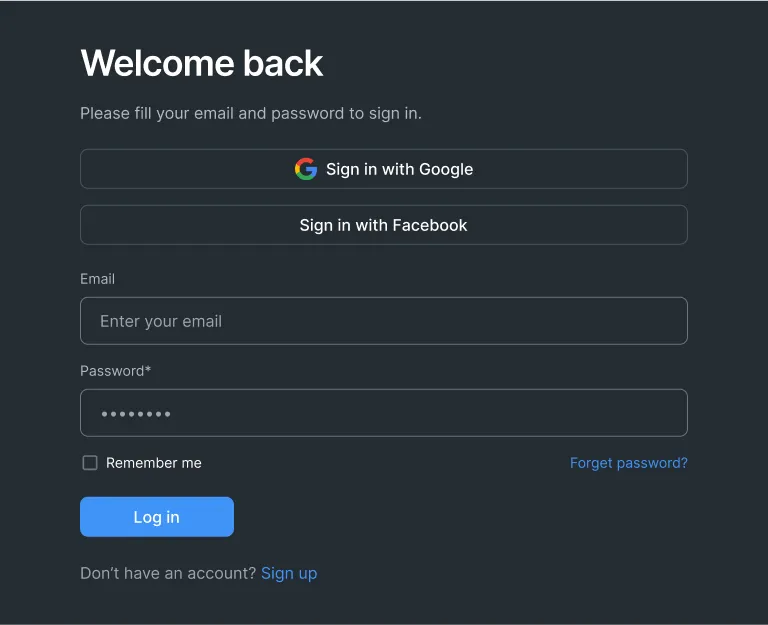 Welcome back
Please fill your email and password to sign in.
Sign in with Google
Sign in with Facebook
Email
Enter your email
Password*
••••••••
Remember me
Forget password?
Log in
Don’t have an account? Sign up